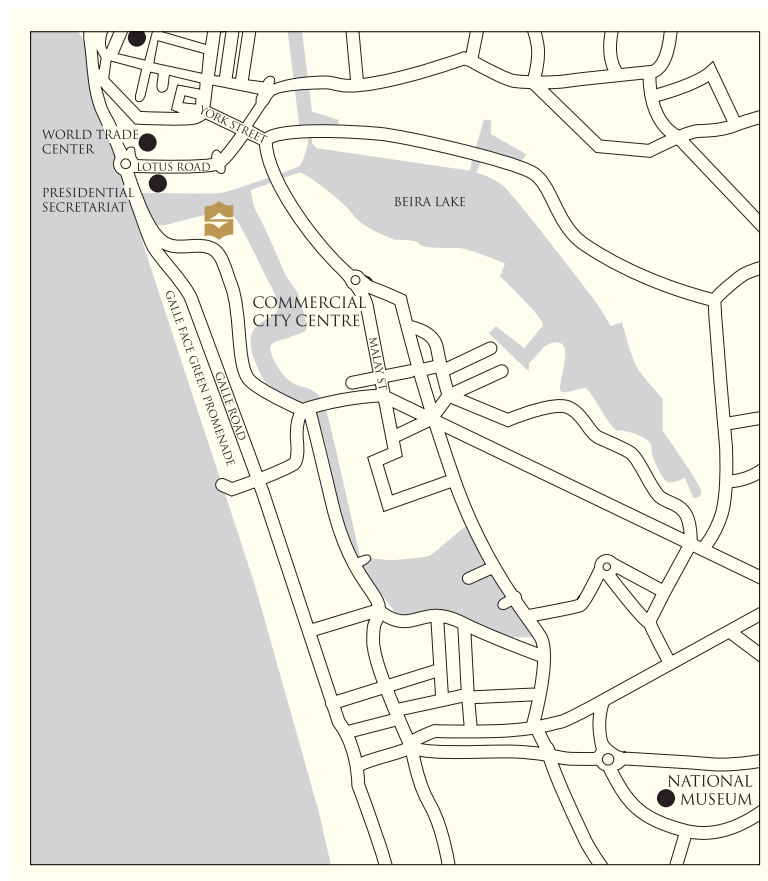 YORK STREET
WORLD TRADE
CENTER
LOTUS ROAD
PRESIDENTIAL
SECRETARIAT
BEIRA LAKE
COMMERCIAL
CITY CENTRE
MALAY ST
GALLE FACE GREEN PROMENADE
GALLE ROAD
NATIONAL
MUSEUM